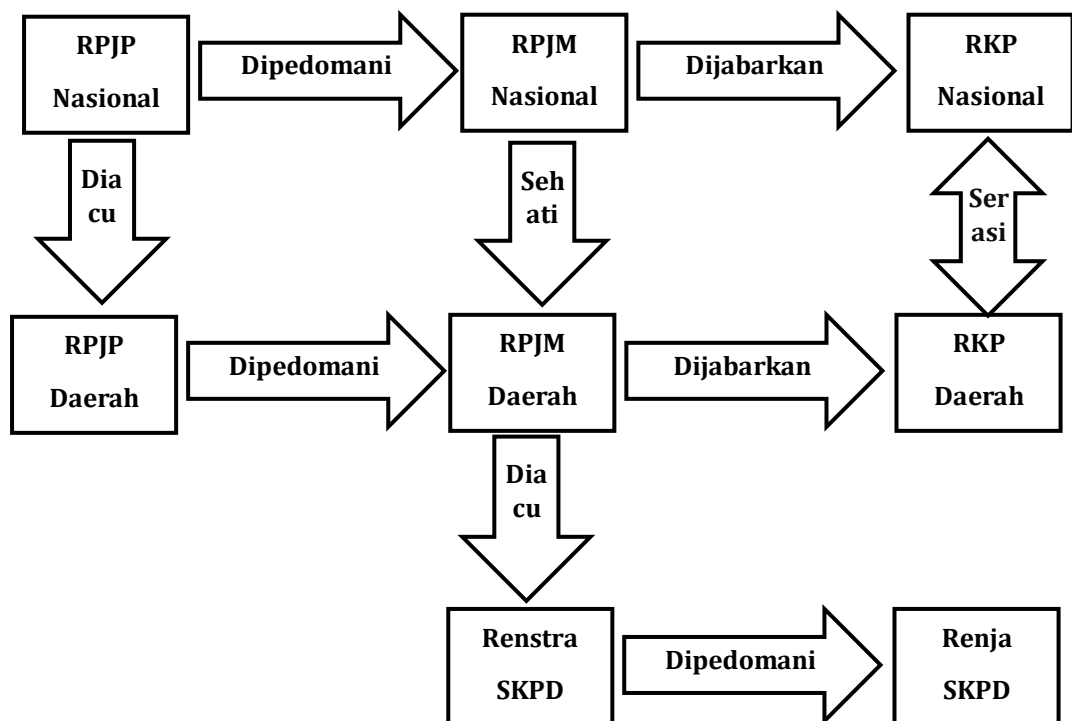 RPJP
Nasional
Dipedomani
RPJM
Nasional
Dijabarkan
RKP
Nasional
Dia
cu
Seh
ati
Ser
asi
RPJP
Daerah
Dipedomani
RPJM
Daerah
Dijabarkan
RKP
Daerah
Dia
cu
Renstra
SKPD
Dipedomani
Renja
SKPD